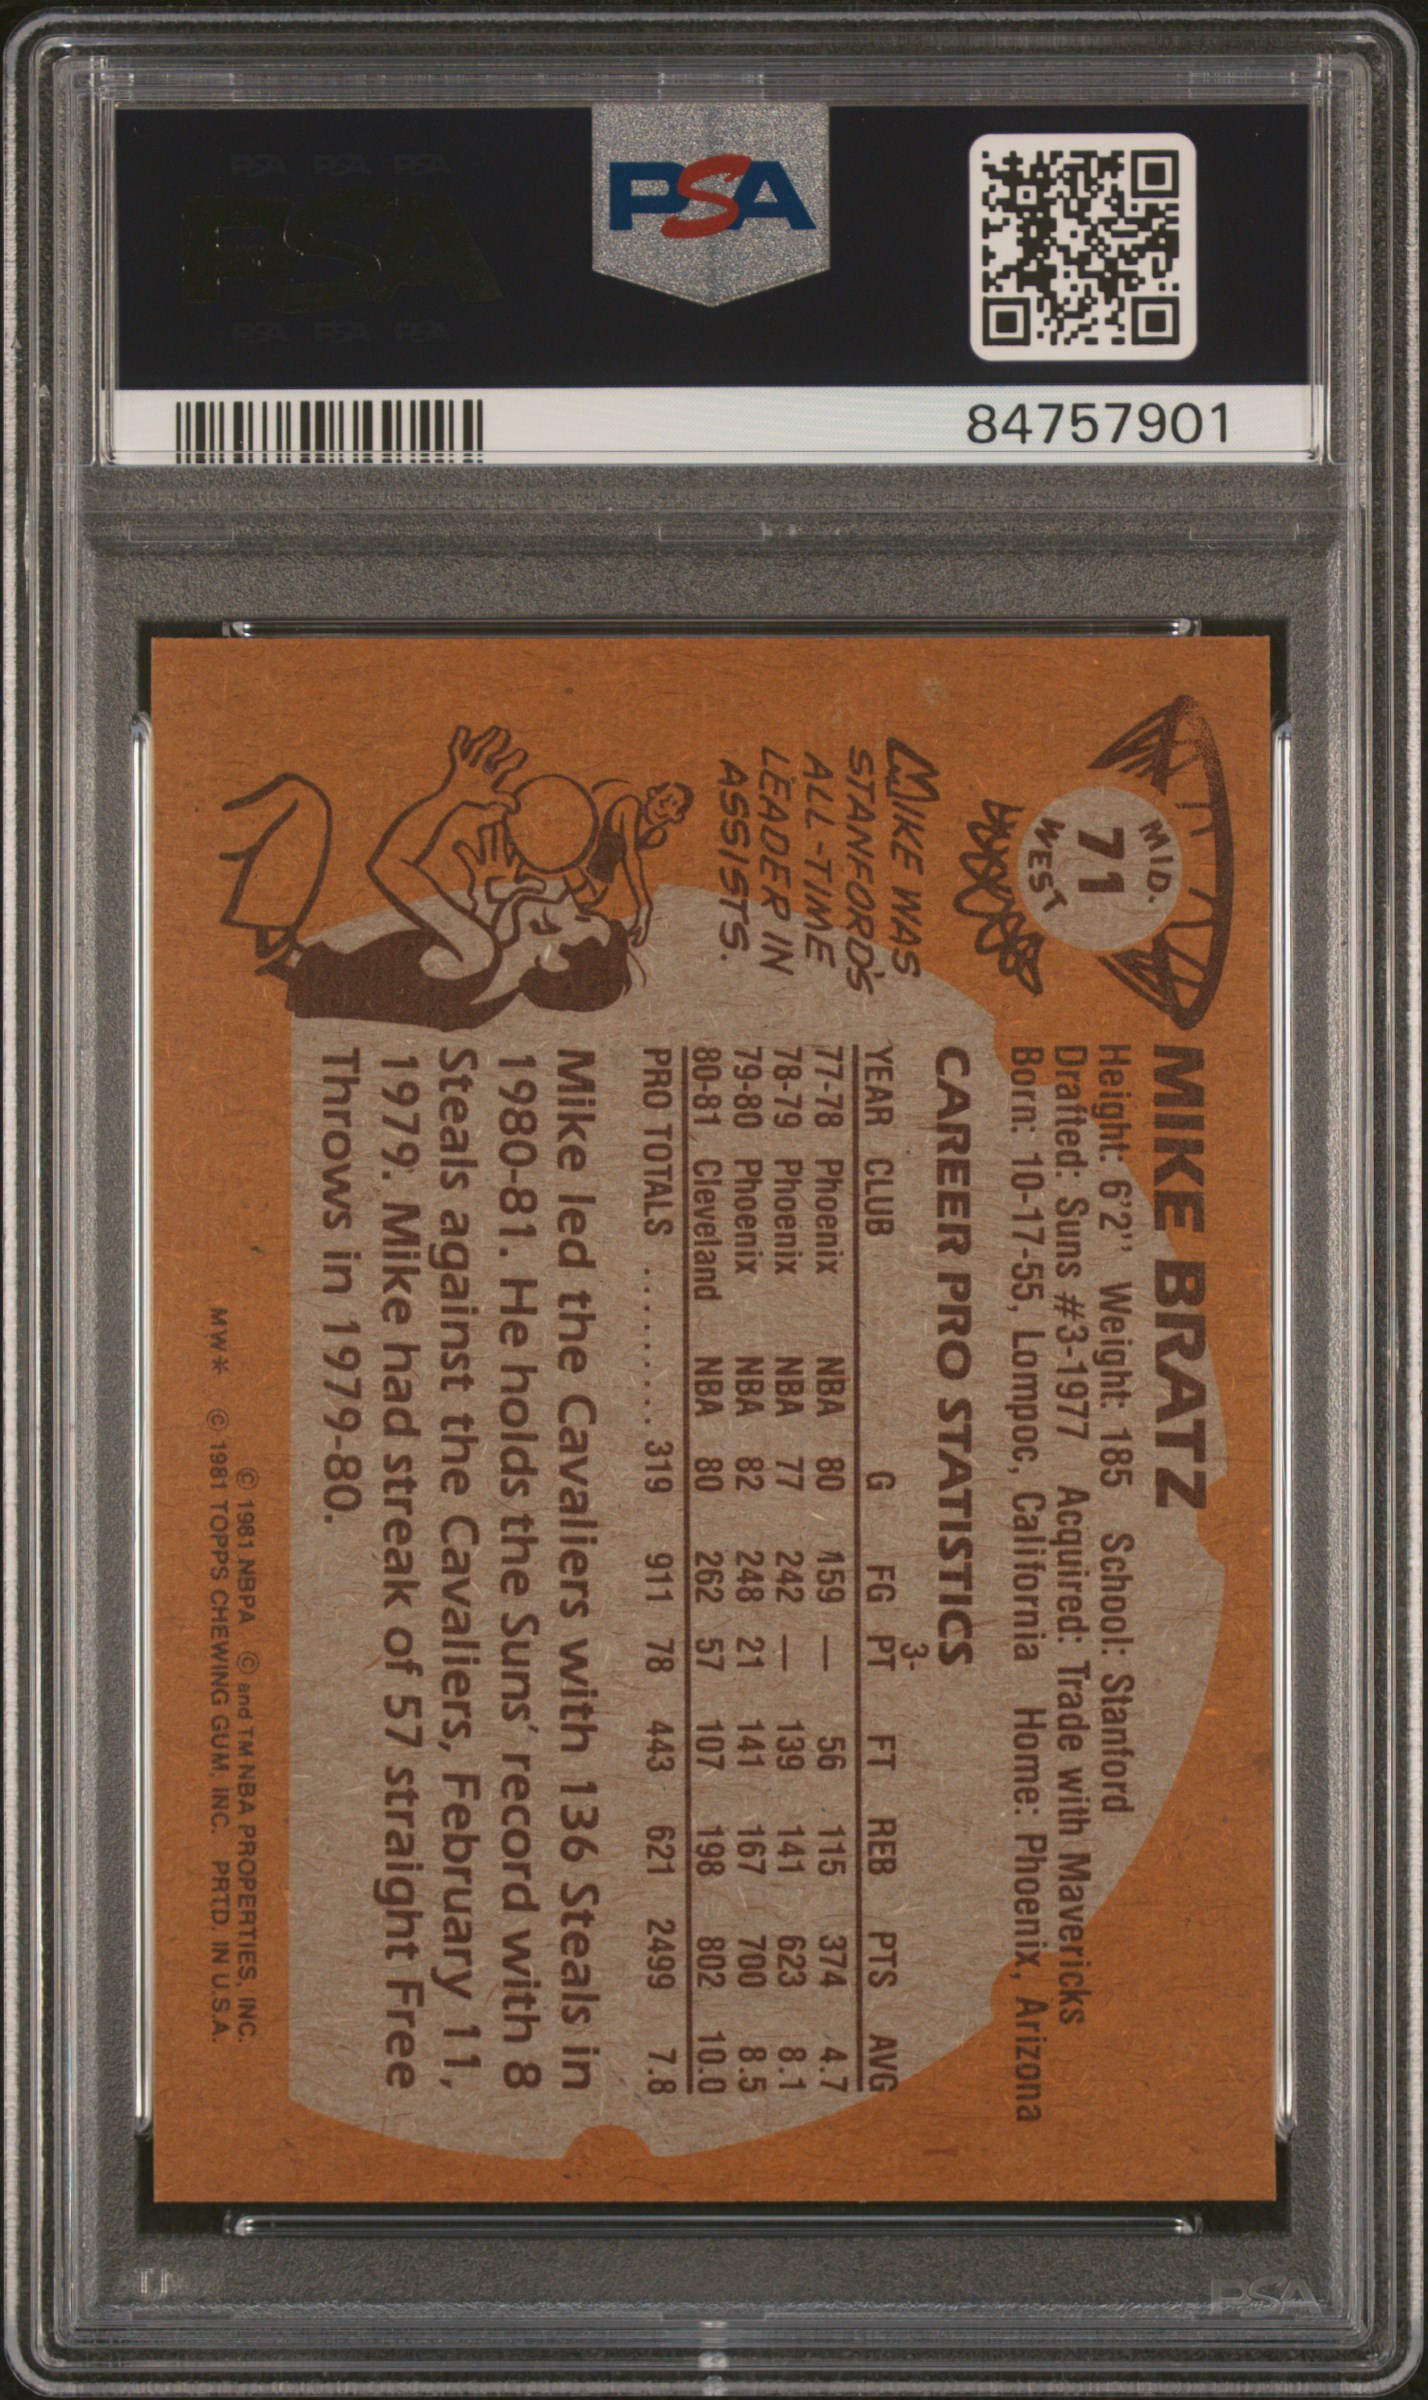 PSA PSA PSA
PSA
PSA PSA PSA
PSA
84757901
MID.
71
WEST
MIKE BRATZ
Height: 6'2" Weight: 185 School: Stanford
Drafted: Suns #3-1977 Acquired: Trade with Mavericks
Born: 10-17-55, Lompoc, California Home: Phoenix, Arizona
MIKE WAS
STANFORD'S
ALL-TIME
LEADER IN
ASSISTS.
CAREER PRO STATISTICS
YEAR CLUB G FG 3-PT FT REB PTS AVG
77-78 Phoenix NBA 80 159 — 56 115 374 4.7
78-79 Phoenix NBA 77 242 — 139 141 623 8.1
79-80 Phoenix NBA 82 248 21 141 167 700 8.5
80-81 Cleveland NBA 80 262 57 107 198 802 10.0
PRO TOTALS ......... 319 911 78 443 621 2499 7.8
Mike led the Cavaliers with 136 Steals in
1980-81. He holds the Suns' record with 8
Steals against the Cavaliers, February 11,
1979. Mike had streak of 57 straight Free
Throws in 1979-80.
© 1981 NBPA © and TM NBA PROPERTIES, INC.
MW* © 1981 TOPPS CHEWING GUM, INC. PRTD. IN U.S.A.
PSA